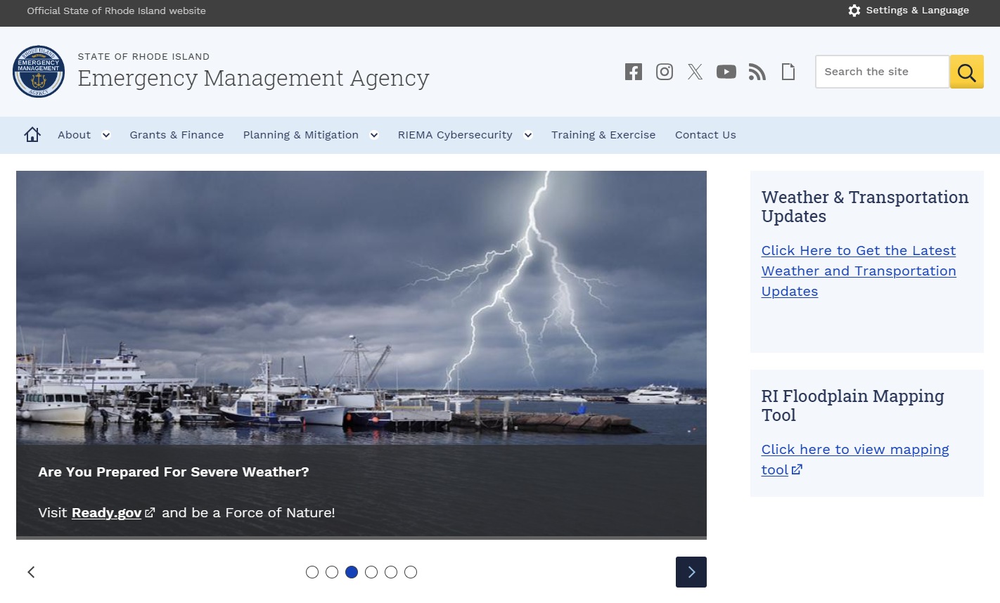 Official State of Rhode Island website
Settings & Language
RHODE ISLAND
EMERGENCY
MANAGEMENT
AGENCY
STATE OF RHODE ISLAND
Emergency Management Agency
Search the site
About
Grants & Finance
Planning & Mitigation
RIEMA Cybersecurity
Training & Exercise
Contact Us
Are You Prepared For Severe Weather?
Visit Ready.gov and be a Force of Nature!
Weather & Transportation
Updates
Click Here to Get the Latest
Weather and Transportation
Updates
RI Floodplain Mapping
Tool
Click here to view mapping
tool